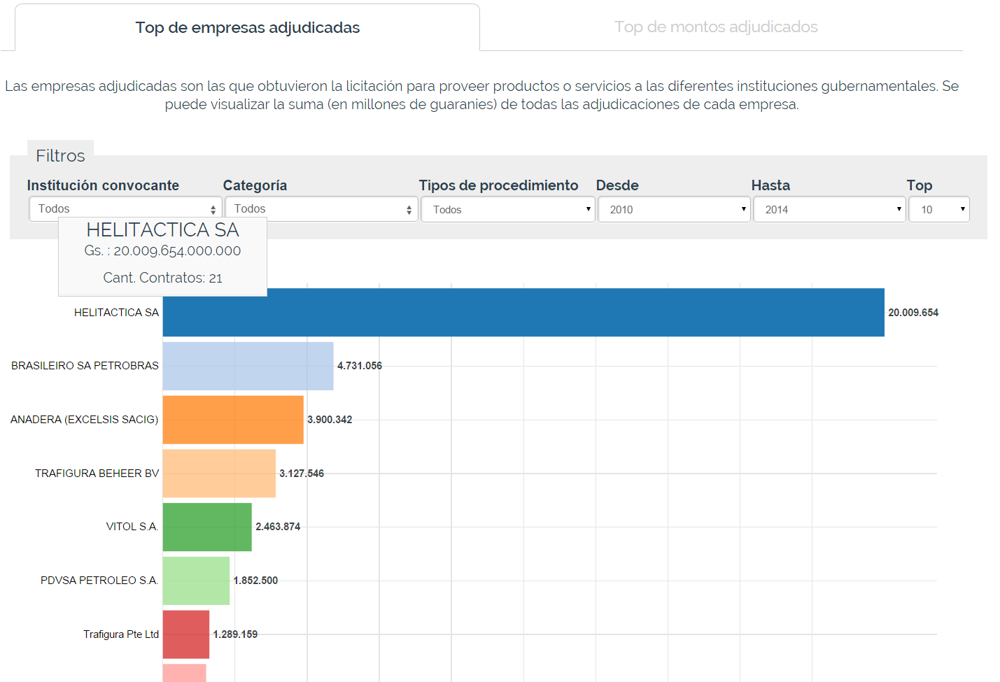 Top de empresas adjudicadas
Top de montos adjudicados
Las empresas adjudicadas son las que obtuvieron la licitación para proveer productos o servicios a las diferentes instituciones gubernamentales. Se
puede visualizar la suma (en millones de guaranies) de todas las adjudicaciones de cada empresa.
Filtros
Institución convocante Categoría Tipos de procedimiento Desde Hasta Top
Todos Todos Todos 2010 2014 10
HELITACTICA SA
Gs. : 20.009.654.000.000
Cant. Contratos: 21
HELITACTICA SA 20.009.654
BRASILEIRO SA PETROBRAS 4.731.056
ANADERA (EXCELSIS SACIG) 3.900.342
TRAFIGURA BEHEER BV 3.127.546
VITOL S.A. 2.463.874
PDVSA PETROLEO S.A. 1.852.500
Trafigura Pte Ltd 1.289.159